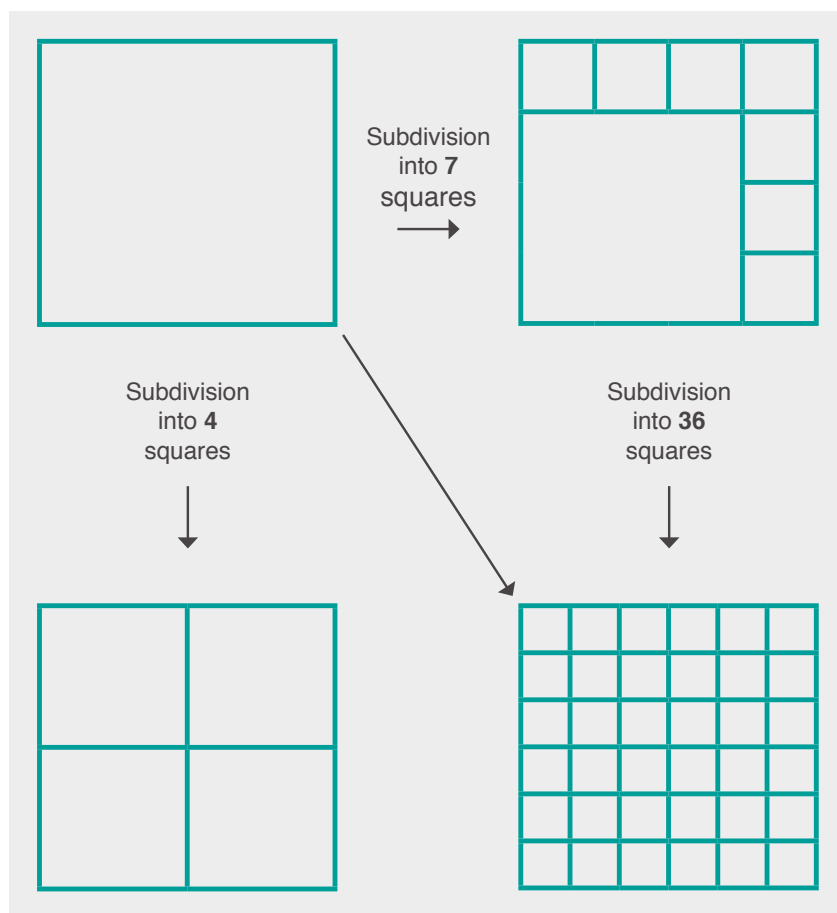 Subdivision
into 7
squares
Subdivision
into 4
squares
Subdivision
into 36
squares